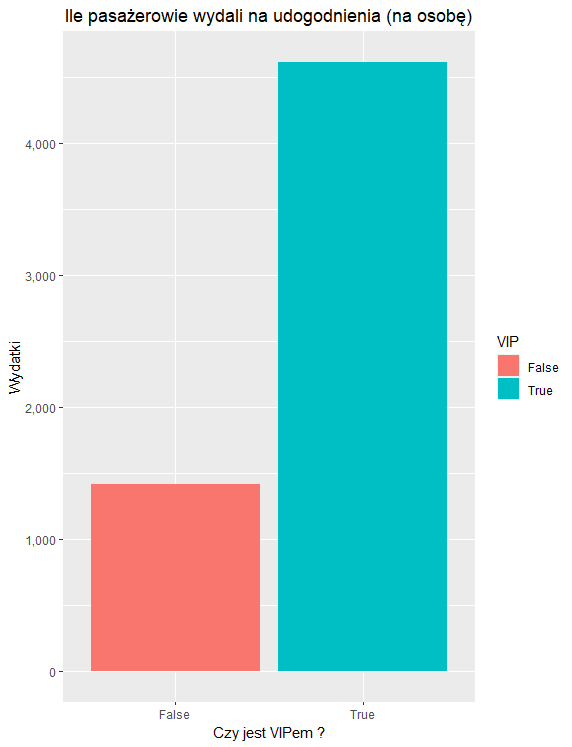 Ile pasażerowie wydali na udogodnienia (na osobę)
Wydatki
4,000
3,000
2,000
1,000
0
False
True
Czy jest VIPem ?
VIP
False
True